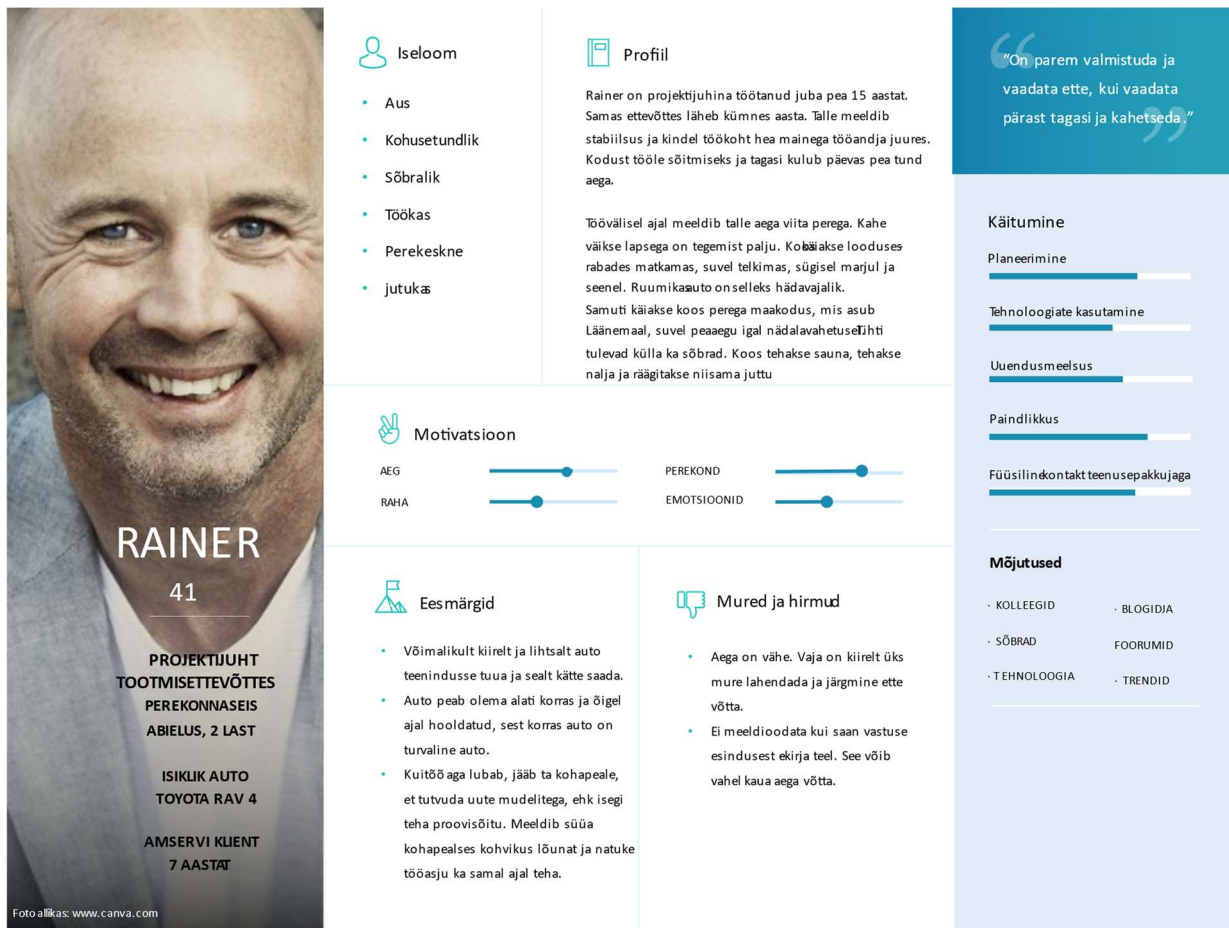 RAINER
41
PROJEKTIJUHT
TOOTMISETTEVÕTTES
PEREKONNASEIS
ABIELUS, 2 LAST
ISIKLIK AUTO
TOYOTA RAV 4
AMSERVI KLIENT
7 AASTAT
Foto allikas: www.canva.com
Iseloom
• Aus
• Kohusetundlik
• Sõbralik
• Töökas
• Perekeskne
• jutukas
Profiil
Rainer on projektijuhina töötanud juba pea 15 aastat.
Samas ettevõttes läheb kümnes aasta. Talle meeldib
stabiilsus ja kindel töökoht hea mainega tööandja juures.
Kodust tööle sõitmiseks ja tagasi kulub päevas pea tund
aega.
Töövälisel ajal meeldib talle aega viita perega. Kahe
väikse lapsega on tegemist palju. Koos käiakse looduses-
rabades matkamas, suvel telkimas, sügisel marjul ja
seenel. Ruumikas auto on selleks hädavajalik.
Samuti käiakse koos perega maakodus, mis asub
Läänemaal, suvel peaaegu igal nädalavahetusel. Tihti
tulevad külla ka sõbrad. Koos tehakse sauna, tehakse
nalja ja räägitakse niisama juttu
Motivatsioon
AEG
RAHA
PEREKOND
EMOTSIOONID
Eesmärgid
• Võimalikult kiirelt ja lihtsalt auto
teenindusse tuua ja sealt kätte saada.
• Auto peab olema alati korras ja õigel
ajal hooldatud, sest korras auto on
turvaline auto.
• Kui töö aga lubab, jääb ta kohapeale,
et tutvuda uute mudelitega, ehk isegi
teha proovisõitu. Meeldib süüa
kohapealses kohvikus lõunat ja natuke
tööasju ka samal ajal teha.
Mured ja hirmud
• Aega on vähe. Vaja on kiirelt üks
mure lahendada ja järgmine ette
võtta.
• Ei meeldi oodata kui saan vastuse
esindusest ekirja teel. See võib
vahel kaua aega võtta.
“On parem valmistuda ja
vaadata ette, kui vaadata
pärast tagasi ja kahetseda.”
Käitumine
Planeerimine
Tehnoloogiate kasutamine
Uuendusmeelsus
Paindlikkus
Füüsiline kontakt teenusepakkujaga
Mõjutused
· KOLLEEGID
· SÕBRAD
· TEHNOLOOGIA
· BLOGID JA
FOORUMID
· TRENDID